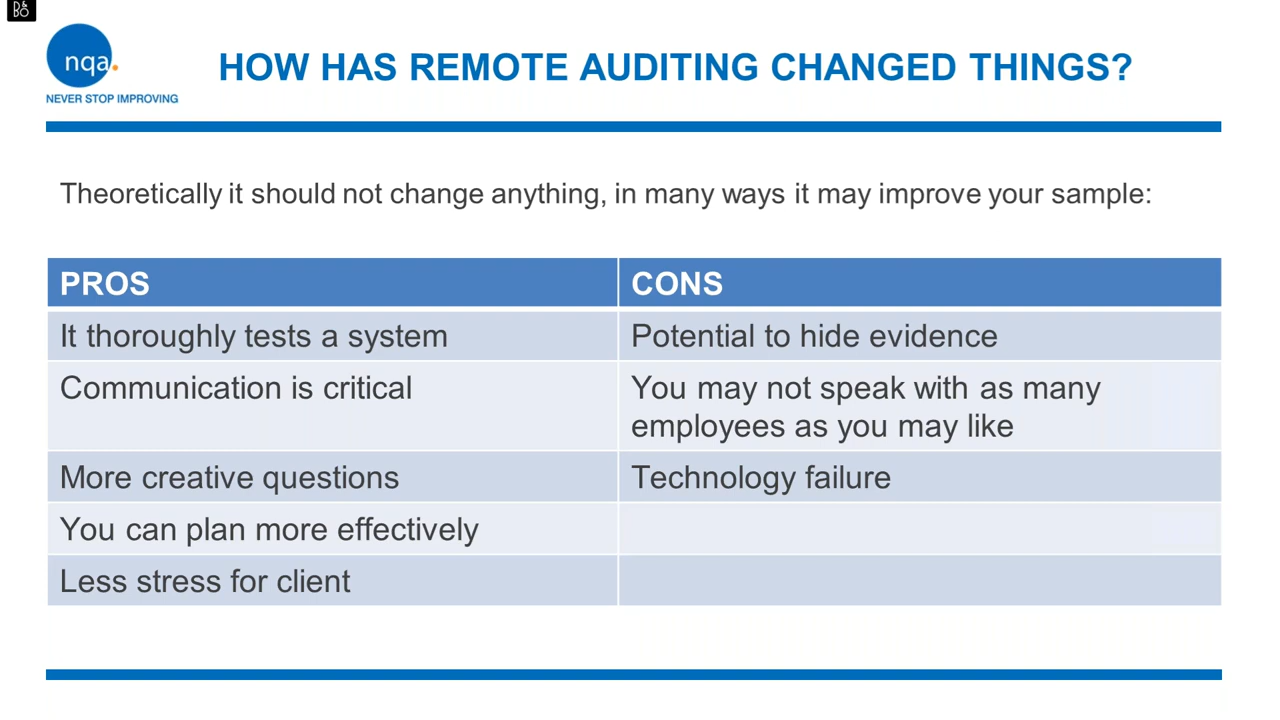 B&O
nqa.
NEVER STOP IMPROVING
HOW HAS REMOTE AUDITING CHANGED THINGS?
Theoretically it should not change anything, in many ways it may improve your sample:
PROS
CONS
It thoroughly tests a system
Potential to hide evidence
Communication is critical
You may not speak with as many
employees as you may like
More creative questions
Technology failure
You can plan more effectively
Less stress for client